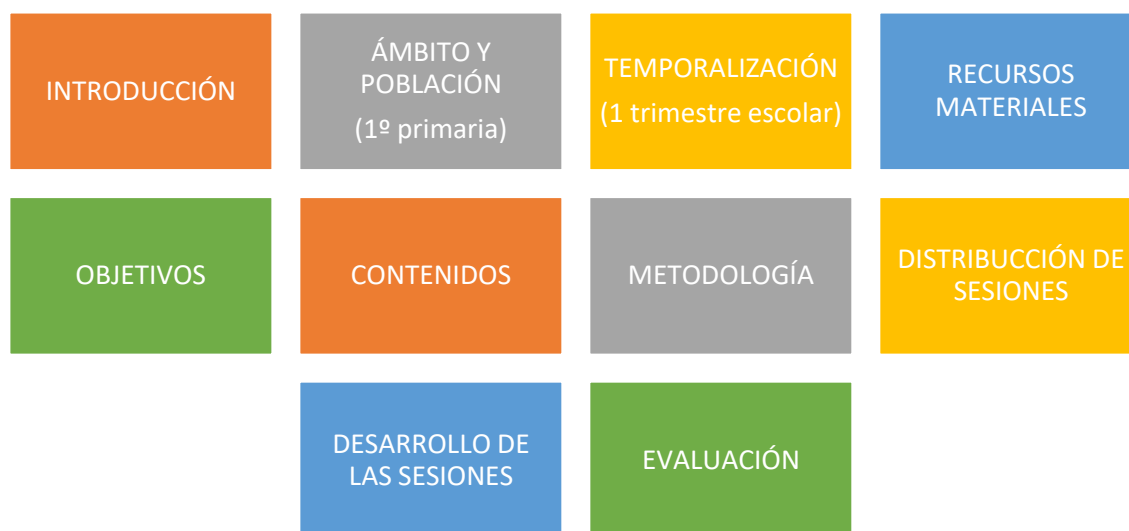 INTRODUCCIÓN
ÁMBITO Y
POBLACIÓN
(1º primaria)
TEMPORALIZACIÓN
(1 trimestre escolar)
RECURSOS
MATERIALES
OBJETIVOS
CONTENIDOS
METODOLOGÍA
DISTRIBUCCIÓN DE
SESIONES
DESARROLLO DE
LAS SESIONES
EVALUACIÓN